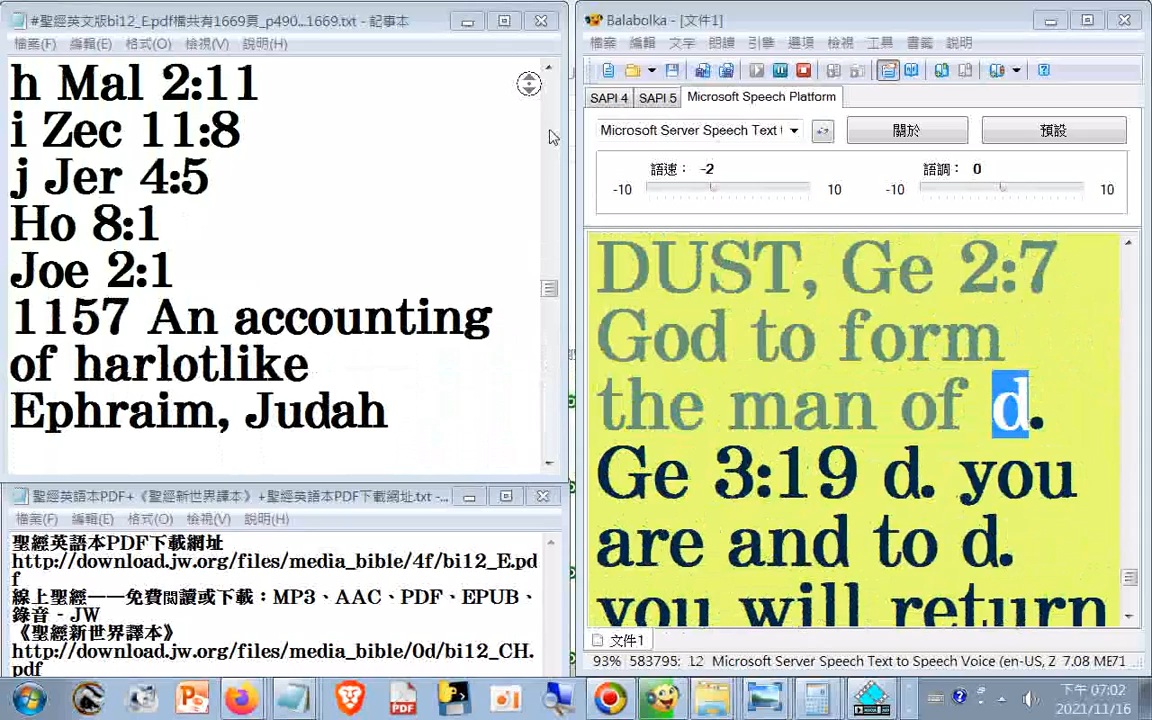 #聖經英文版bi12_E.pdf檔共有1669頁_p490...1669.txt - 記事本
檔案(F) 編輯(E) 格式(O) 檢視(V) 說明(H)
h Mal 2:11
i Zec 11:8
j Jer 4:5
Ho 8:1
Joe 2:1
1157 An accounting
of harlotlike
Ephraim, Judah
聖經英語本PDF+《聖經新世界譯本》+聖經英語本PDF下載網址.txt - ...
檔案(F) 編輯(E) 格式(O) 檢視(V) 說明(H)
聖經英語本PDF下載網址
http://download.jw.org/files/media_bible/4f/bi12_E.pd
f
線上聖經——免費閱讀或下載：MP3、AAC、PDF、EPUB、
錄音 - JW
《聖經新世界譯本》
http://download.jw.org/files/media_bible/0d/bi12_CH.
pdf
Balabolka - [文件1]
檔案 編輯 文字 朗讀 引擎 選項 檢視 工具 書籤 說明
SAPI 4 SAPI 5 Microsoft Speech Platform
Microsoft Server Speech Text t 關於 預設
語速： -2 語調： 0
-10 10 -10 10
DUST, Ge 2:7
God to form
the man of d.
Ge 3:19 d. you
are and to d.
you will return
文件1
93% 583795: 12 Microsoft Server Speech Text to Speech Voice (en-US, Z 7.08 ME71
PDF
下午 07:02
2021/11/16